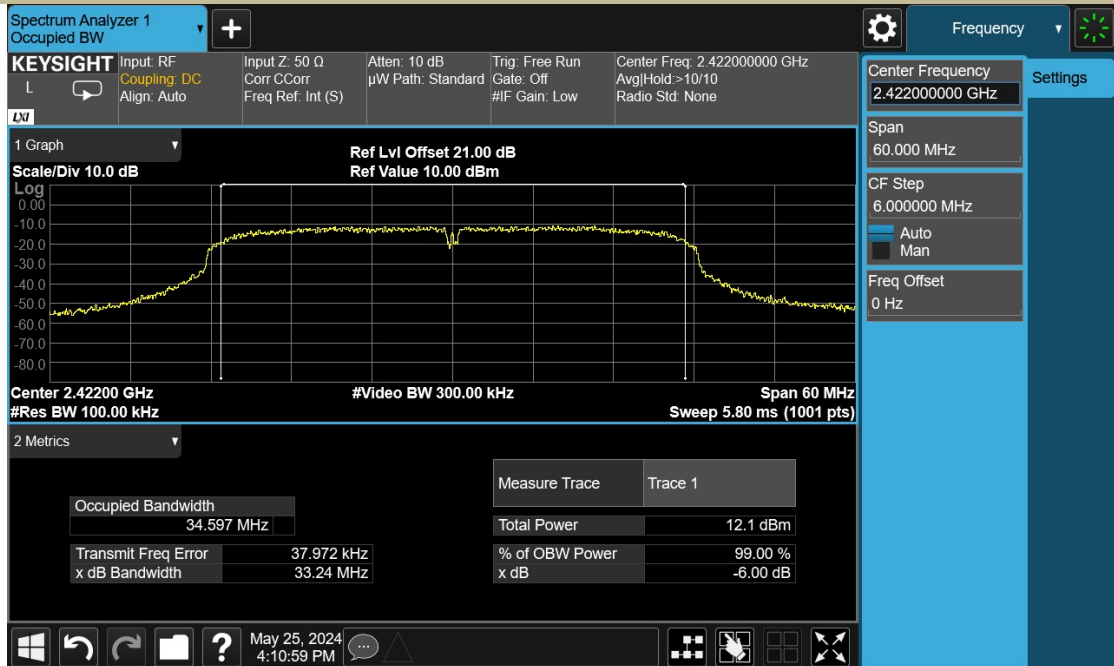 Spectrum Analyzer 1
Occupied BW
+
Frequency
KEYSIGHT
L
LXI
Input: RF
Coupling: DC
Align: Auto
Input Z: 50 Ω
Corr CCorr
Freq Ref: Int (S)
Atten: 10 dB
µW Path: Standard
Trig: Free Run
Gate: Off
#IF Gain: Low
Center Freq: 2.422000000 GHz
Avg|Hold:>10/10
Radio Std: None
Center Frequency
2.422000000 GHz
Settings
Span
60.000 MHz
CF Step
6.000000 MHz
Auto
Man
Freq Offset
0 Hz
1 Graph
Scale/Div 10.0 dB
Ref Lvl Offset 21.00 dB
Ref Value 10.00 dBm
Log
0.00
-10.0
-20.0
-30.0
-40.0
-50.0
-60.0
-70.0
-80.0
Center 2.42200 GHz
#Res BW 100.00 kHz
#Video BW 300.00 kHz
Span 60 MHz
Sweep 5.80 ms (1001 pts)
2 Metrics
Measure Trace Trace 1
Occupied Bandwidth
34.597 MHz
Total Power 12.1 dBm
Transmit Freq Error 37.972 kHz
% of OBW Power 99.00 %
x dB Bandwidth 33.24 MHz
x dB -6.00 dB
?
May 25, 2024
4:10:59 PM